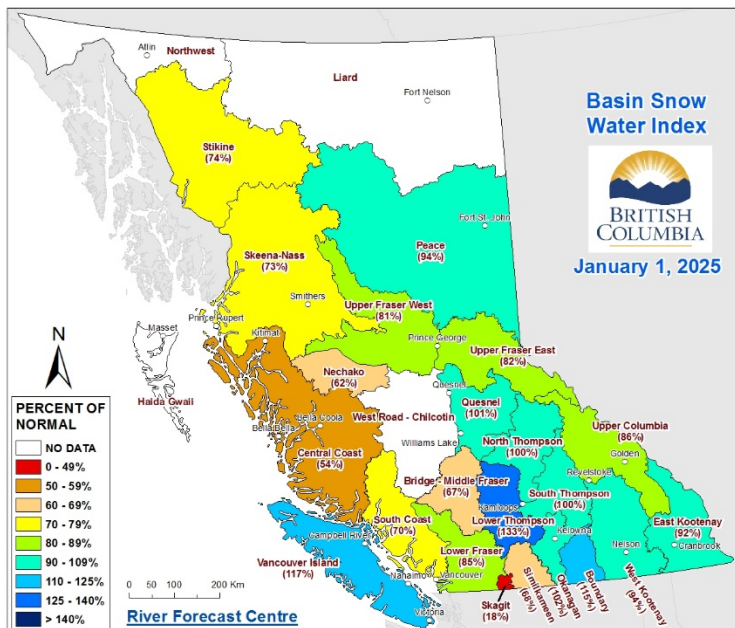 Atlin
Northwest
Liard
Fort Nelson
Basin Snow
Water Index
BRITISH
COLUMBIA
January 1, 2025
Stikine
(74%)
Fort St. John
Peace
(94%)
Skeena-Nass
(73%)
Smithers
Upper Fraser West
(81%)
Prince Rupert
Masset
Kitimat
Prince George
Upper Fraser East
(82%)
N
Nechako
(62%)
Quesnel
Haida Gwaii
Quesnel
(101%)
West Road - Chilcotin
Bella Coola
Bella Bella
Williams Lake
North Thompson
(100%)
Upper Columbia
(86%)
Golden
Central Coast
(54%)
Revelstoke
Bridge
Middle Fraser
(67%)
Kamloops
South Thompson
(100%)
South Coast
(70%)
Lower Thompson
(133%)
East Kootenay
(92%)
Campbell River
Kelowna
Nelson
Cranbrook
Vancouver Island
(117%)
Lower Fraser
(85%)
Nanaimo
Vancouver
Victoria
Skagit
(18%)
Similkameen
(68%)
Okanagan
(102%)
Boundary
(115%)
West Kootenay
(94%)
PERCENT OF
NORMAL
NO DATA
0 - 49%
50 - 59%
60 - 69%
70 - 79%
80 - 89%
90 - 109%
110 - 125%
125 - 140%
> 140%
0 50 100 200 Km
River Forecast Centre